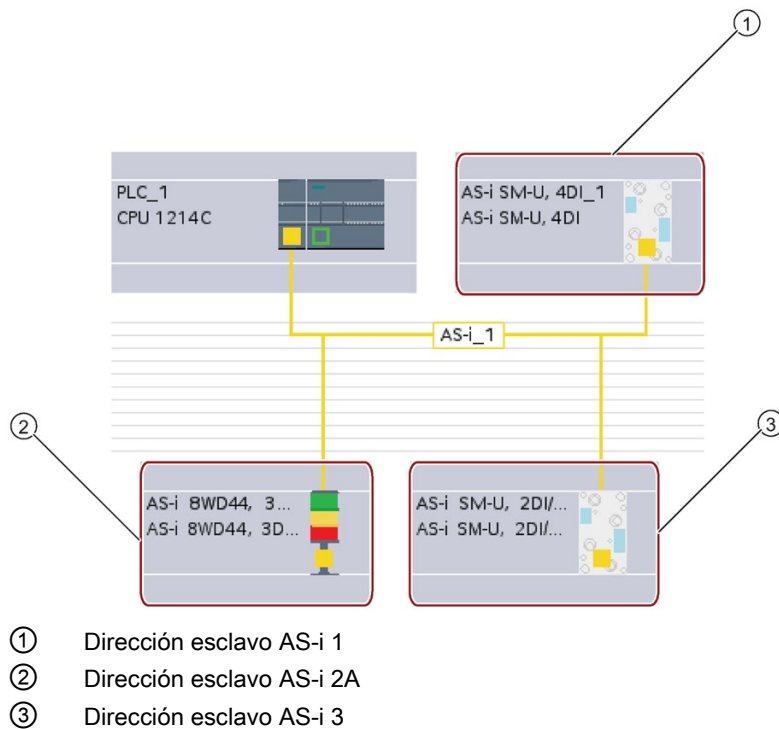 ①
PLC_1
CPU 1214C
AS-i SM-U, 4DI_1
AS-i SM-U, 4DI
AS-i_1
②
③
AS-i 8WD44, 3...
AS-i 8WD44, 3D...
AS-i SM-U, 2DI/...
AS-i SM-U, 2DI/...
① Dirección esclavo AS-i 1
② Dirección esclavo AS-i 2A
③ Dirección esclavo AS-i 3